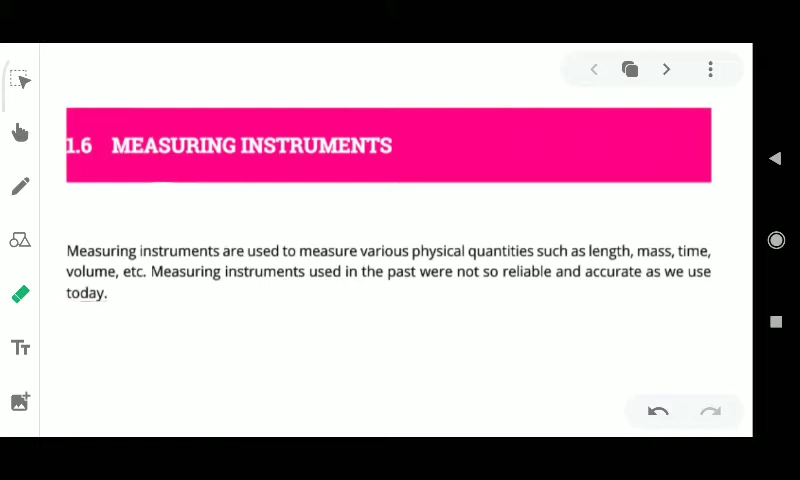 1.6 MEASURING INSTRUMENTS
Measuring instruments are used to measure various physical quantities such as length, mass, time,
volume, etc. Measuring instruments used in the past were not so reliable and accurate as we use
today.
TT